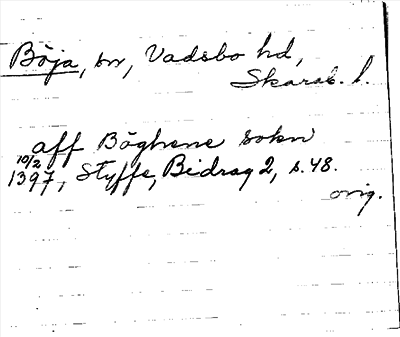 Böja, sn, Vadsbo hd,
Skarab. l.
aff Böghene sokn
10/2
1397, Styffe, Bidrag 2, s. 48.
orig.